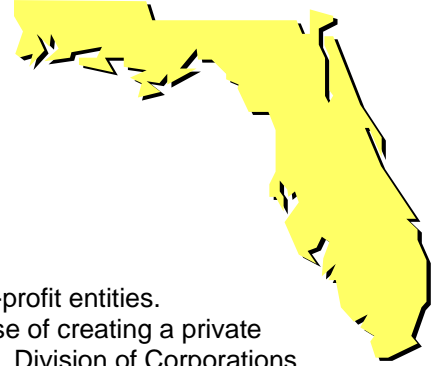 -profit entities.
se of creating a private
Division of Corporations